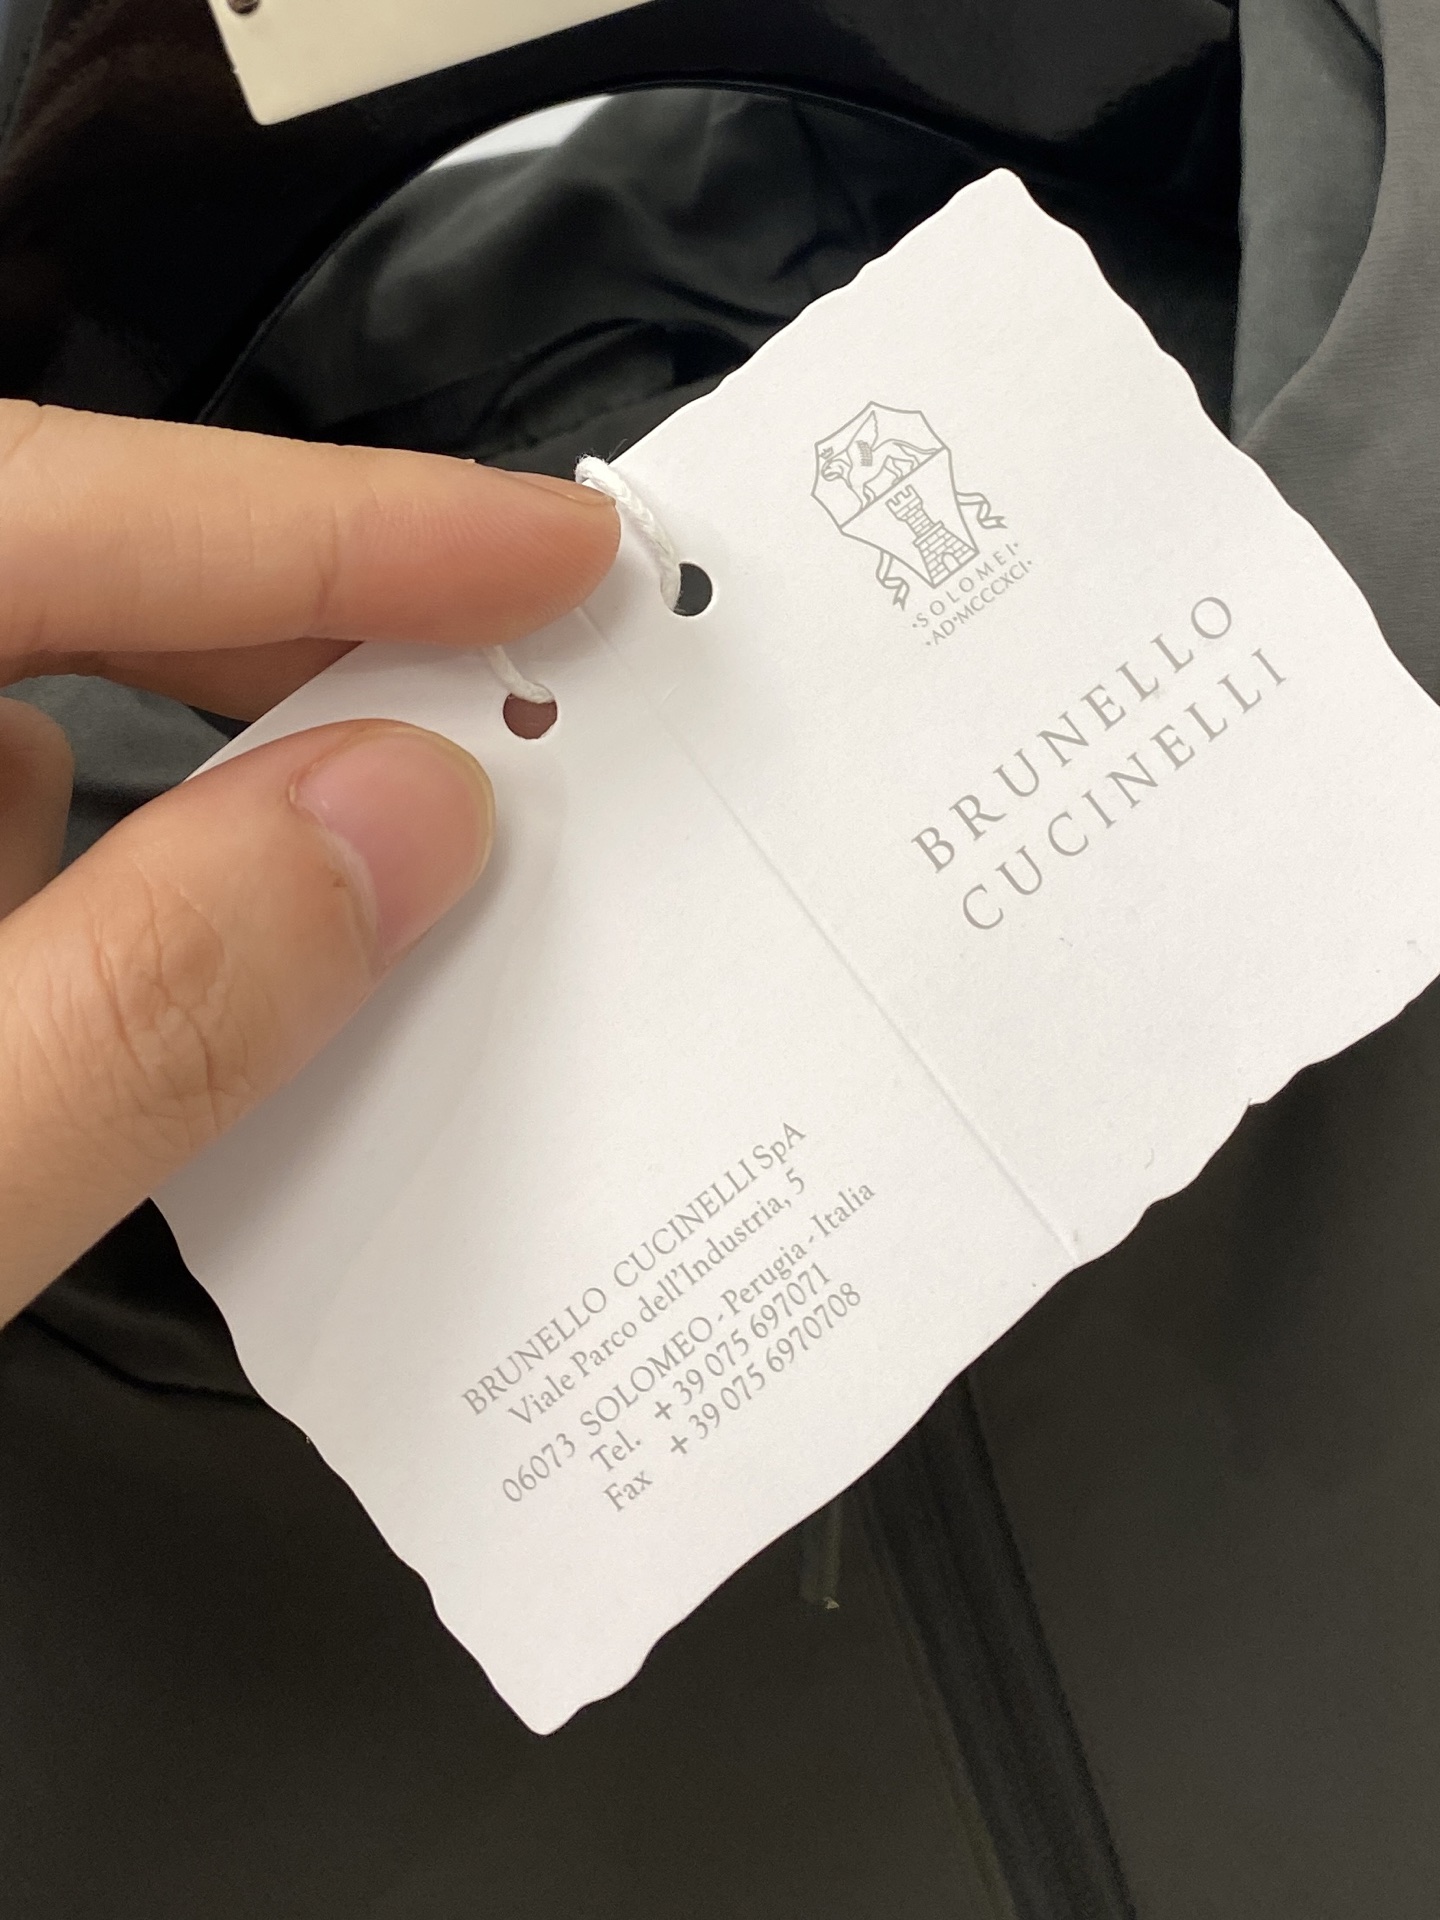 ·SOLOMEI·
·AD·MCCCXCI·
BRUNELLO
CUCINELLI
BRUNELLO CUCINELLI SpA
Viale Parco dell'Industria, 5
06073 SOLOMEO - Perugia - Italia
Tel. + 39 075 697071
Fax + 39 075 6970708